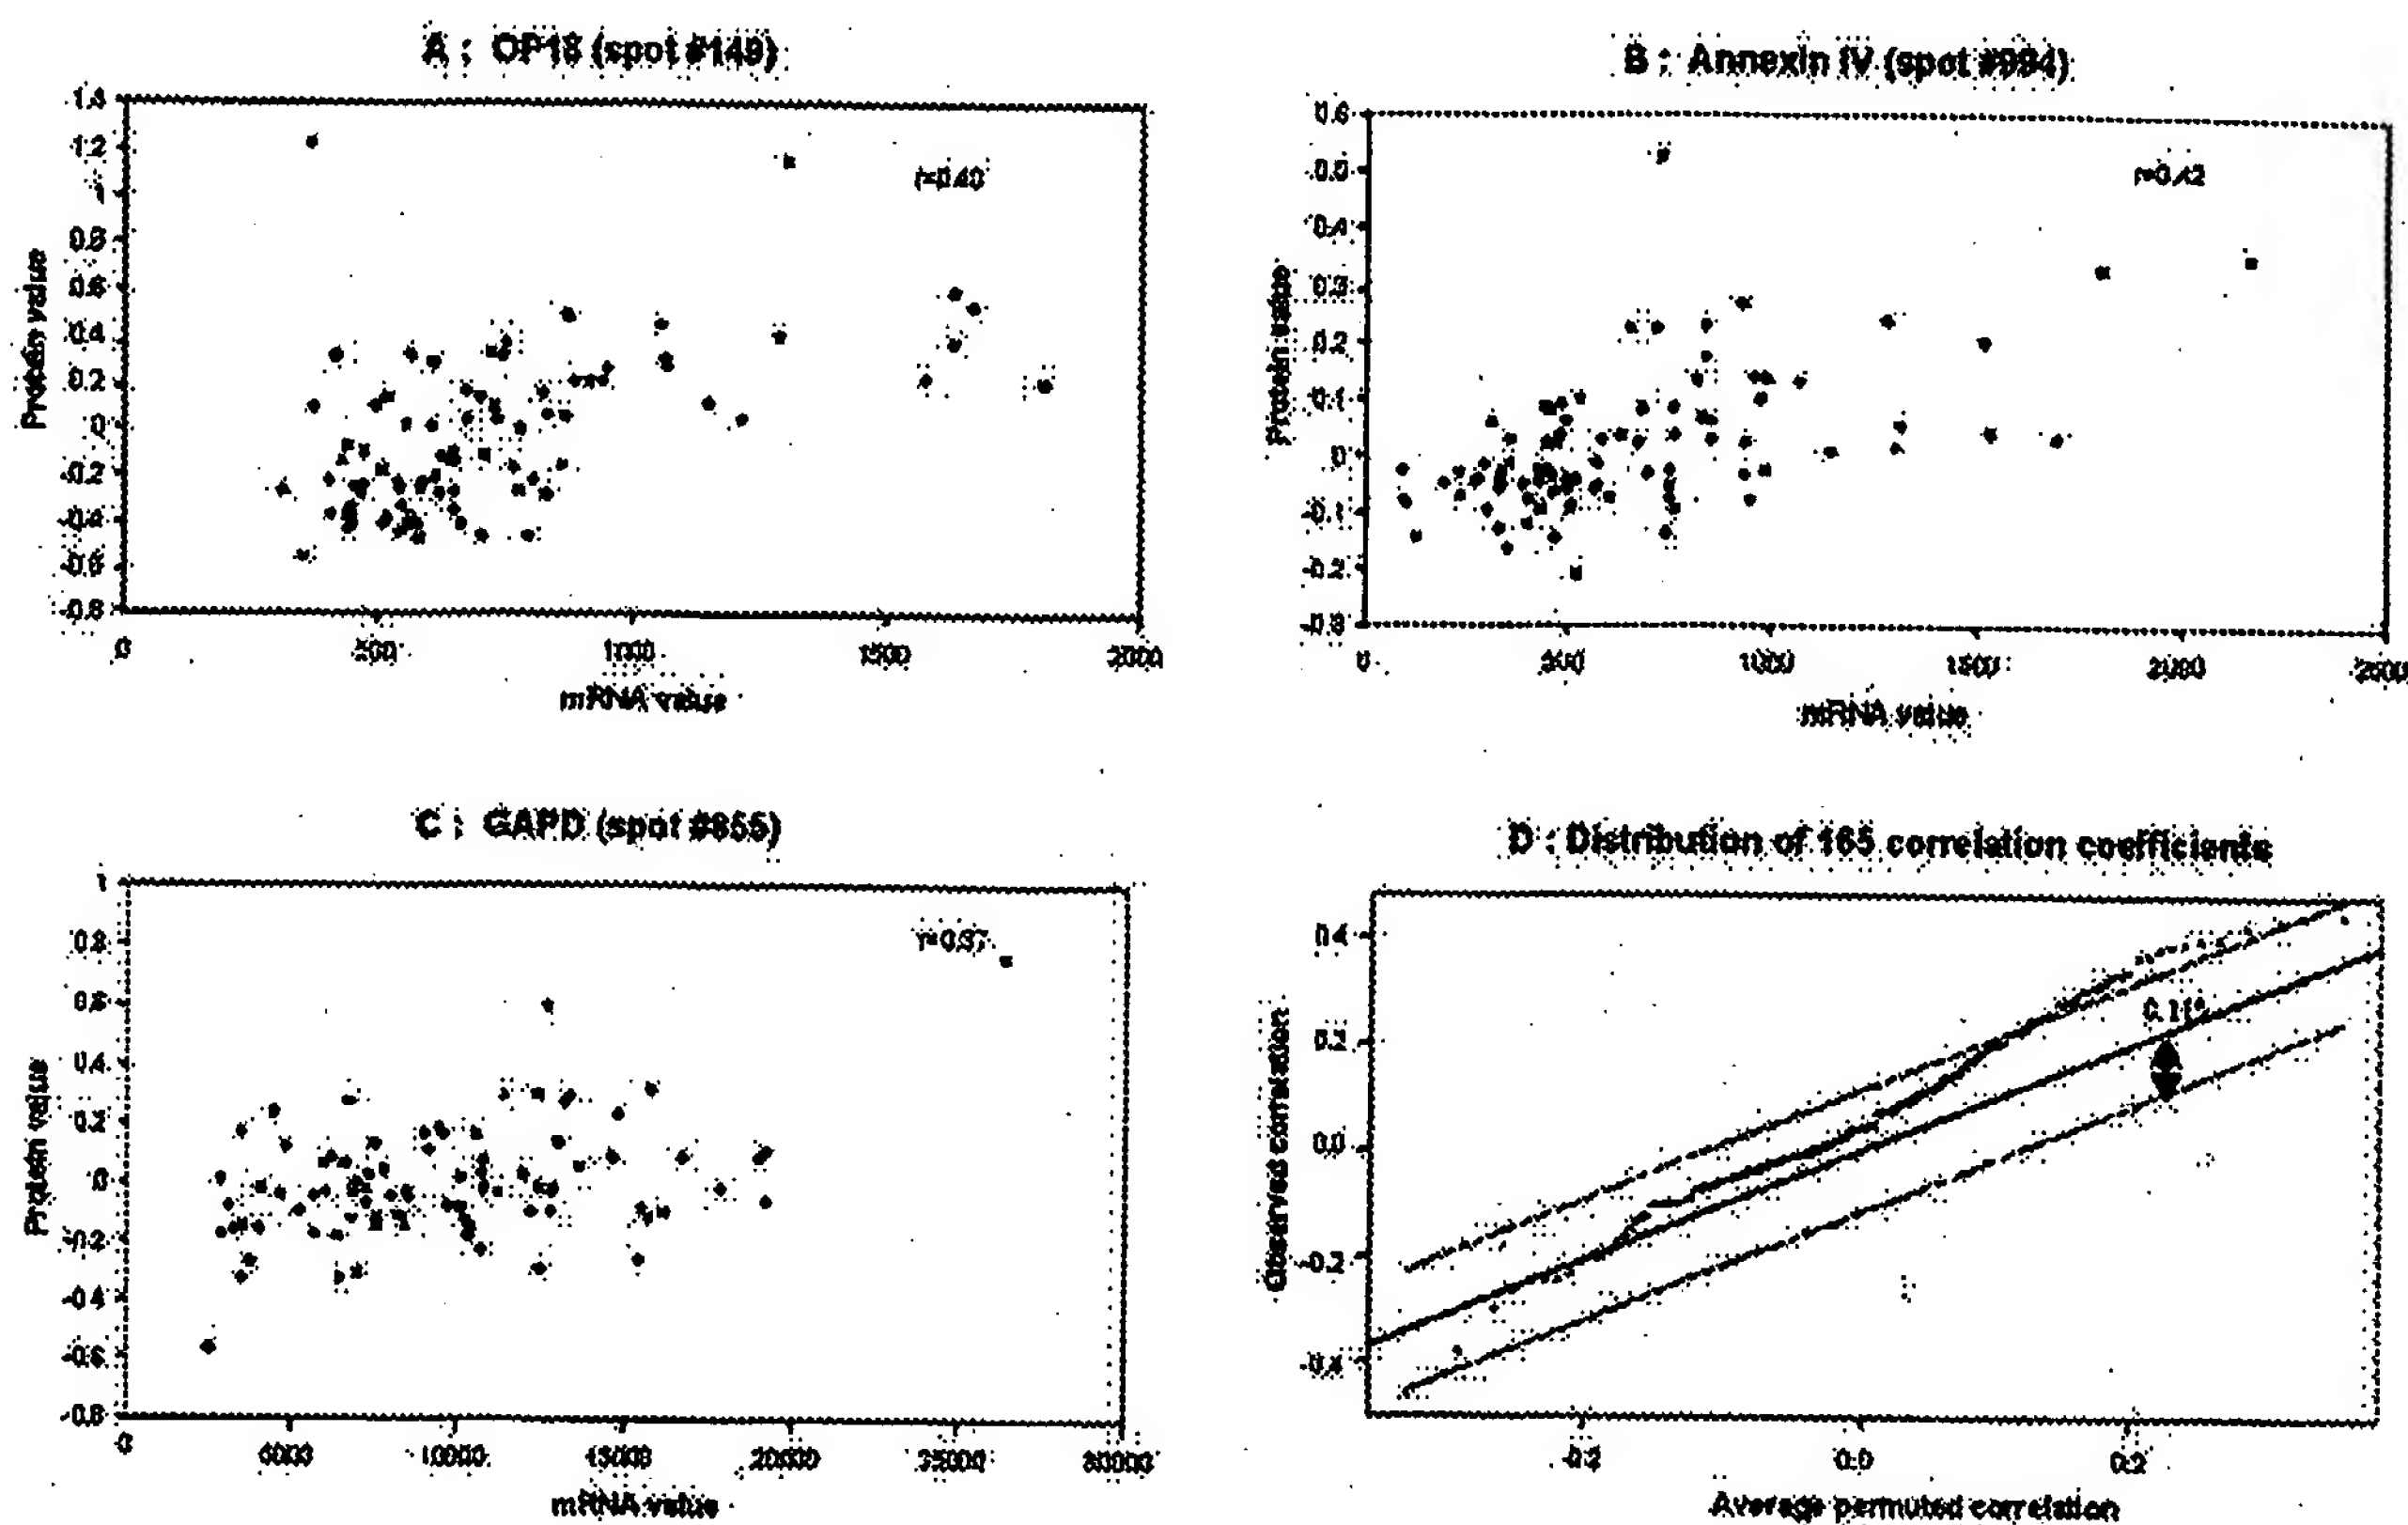 A : OP18 (spot #149)
1.2
1
0.8
0.6
0.4
0.2
0
-0.2
-0.4
-0.6
-0.8
Protein value
r=0.40
0 500 1000 1500 2000
mRNA value
B : Annexin IV (spot #994)
0.6
0.5
0.4
0.3
0.2
0.1
0
-0.1
-0.2
-0.3
Protein value
r=0.42
0 500 1000 1500 2000 2500
mRNA value
C : GAPD (spot #855)
1
0.8
0.6
0.4
0.2
0
-0.2
-0.4
-0.6
-0.8
Protein value
r=0.37
0 5000 10000 15000 20000 25000 30000
mRNA value
D : Distribution of 165 correlation coefficients
0.4
0.2
0.0
-0.2
-0.4
Observed correlation
-0.2 0.0 0.2
Average permuted correlation